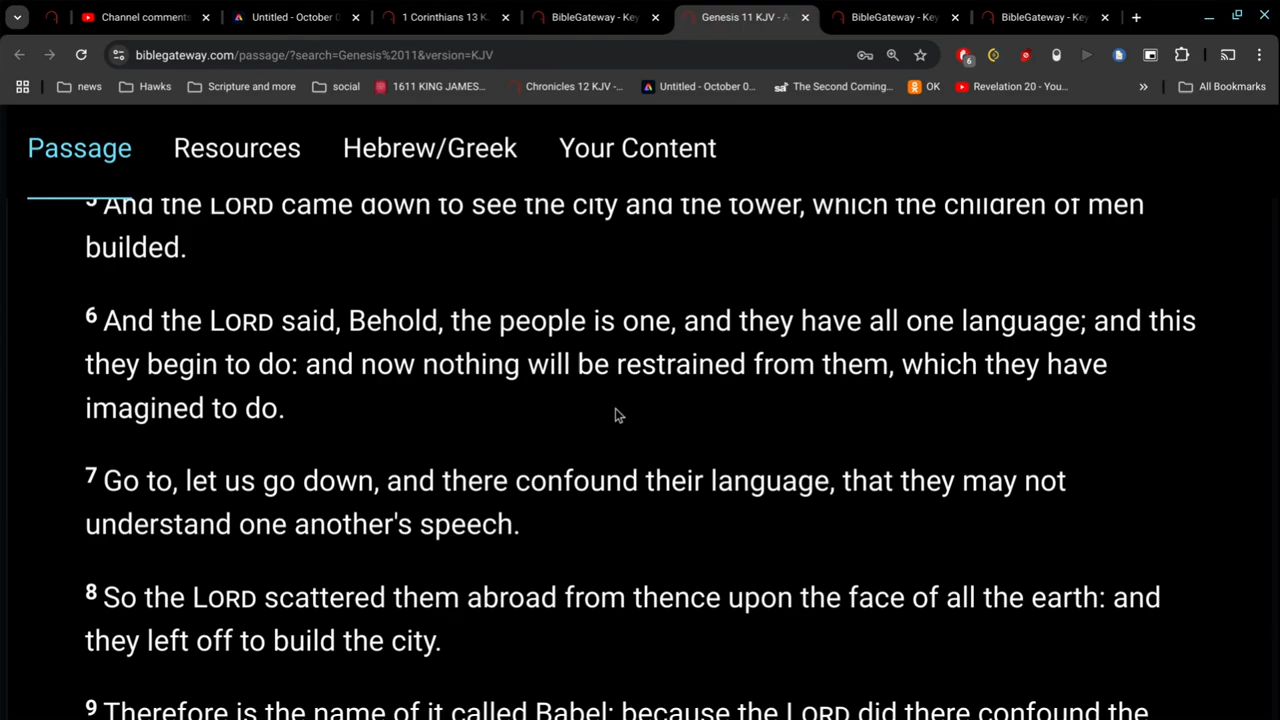 Channel comments
Untitled - October 0
1 Corinthians 13 K
BibleGateway - Key
Genesis 11 KJV - A
BibleGateway - Key
BibleGateway - Key
biblegateway.com/passage/?search=Genesis%2011&version=KJV
6
news
Hawks
Scripture and more
social
1611 KING JAMES...
Chronicles 12 KJV -...
Untitled - October 0...
The Second Coming...
OK
Revelation 20 - You...
»
All Bookmarks
Passage
Resources
Hebrew/Greek
Your Content
5 And the LORD came down to see the city and the tower, which the children of men
builded.
6 And the LORD said, Behold, the people is one, and they have all one language; and this
they begin to do: and now nothing will be restrained from them, which they have
imagined to do.
7 Go to, let us go down, and there confound their language, that they may not
understand one another's speech.
8 So the LORD scattered them abroad from thence upon the face of all the earth: and
they left off to build the city.
9 Therefore is the name of it called Babel; because the LORD did there confound the